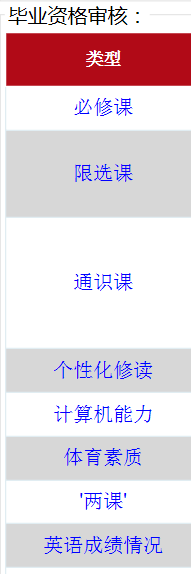 毕业资格审核：
类型
必修课
限选课
通识课
个性化修读
计算机能力
体育素质
'两课'
英语成绩情况